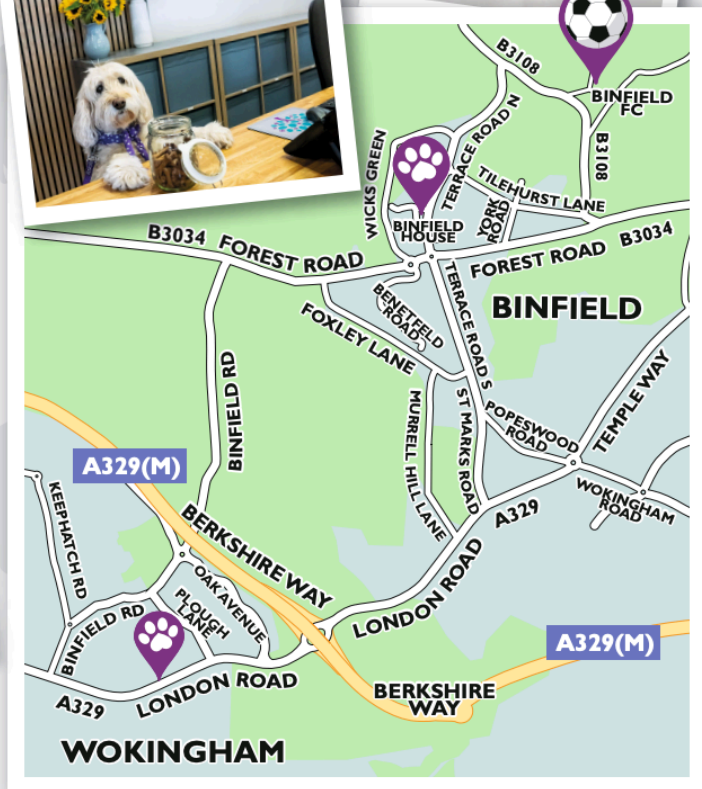 B3108
BINFIELD
FC
B3108
WICKS GREEN
TERRACE ROAD N
TILEHURST LANE
YORK
ROAD
BINFIELD
HOUSE
B3034
FOREST ROAD
FOREST ROAD
B3034
BENETFELD
ROAD
TERRACE ROAD S
BINFIELD
FOXLEY LANE
BINFIELD RD
MURRELL HILL LANE
ST MARKS ROAD
POPESWOOD
ROAD
TEMPLE WAY
A329(M)
KEEPHATCH RD
BERKSHIRE WAY
A329
WOKINGHAM
ROAD
OAK AVENUE
PLOUGH
LANE
BINFIELD RD
LONDON ROAD
A329(M)
A329
LONDON ROAD
BERKSHIRE
WAY
WOKINGHAM